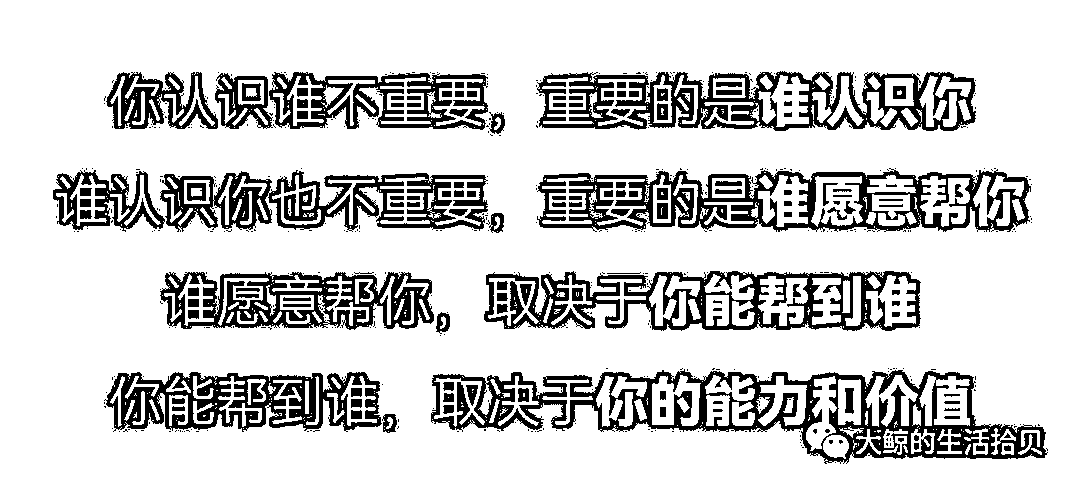 你认识谁不重要，重要的是谁认识你
谁认识你也不重要，重要的是谁愿意帮你
谁愿意帮你，取决于你能帮到谁
你能帮到谁，取决于你的能力和价值
大鲸的生活拾贝